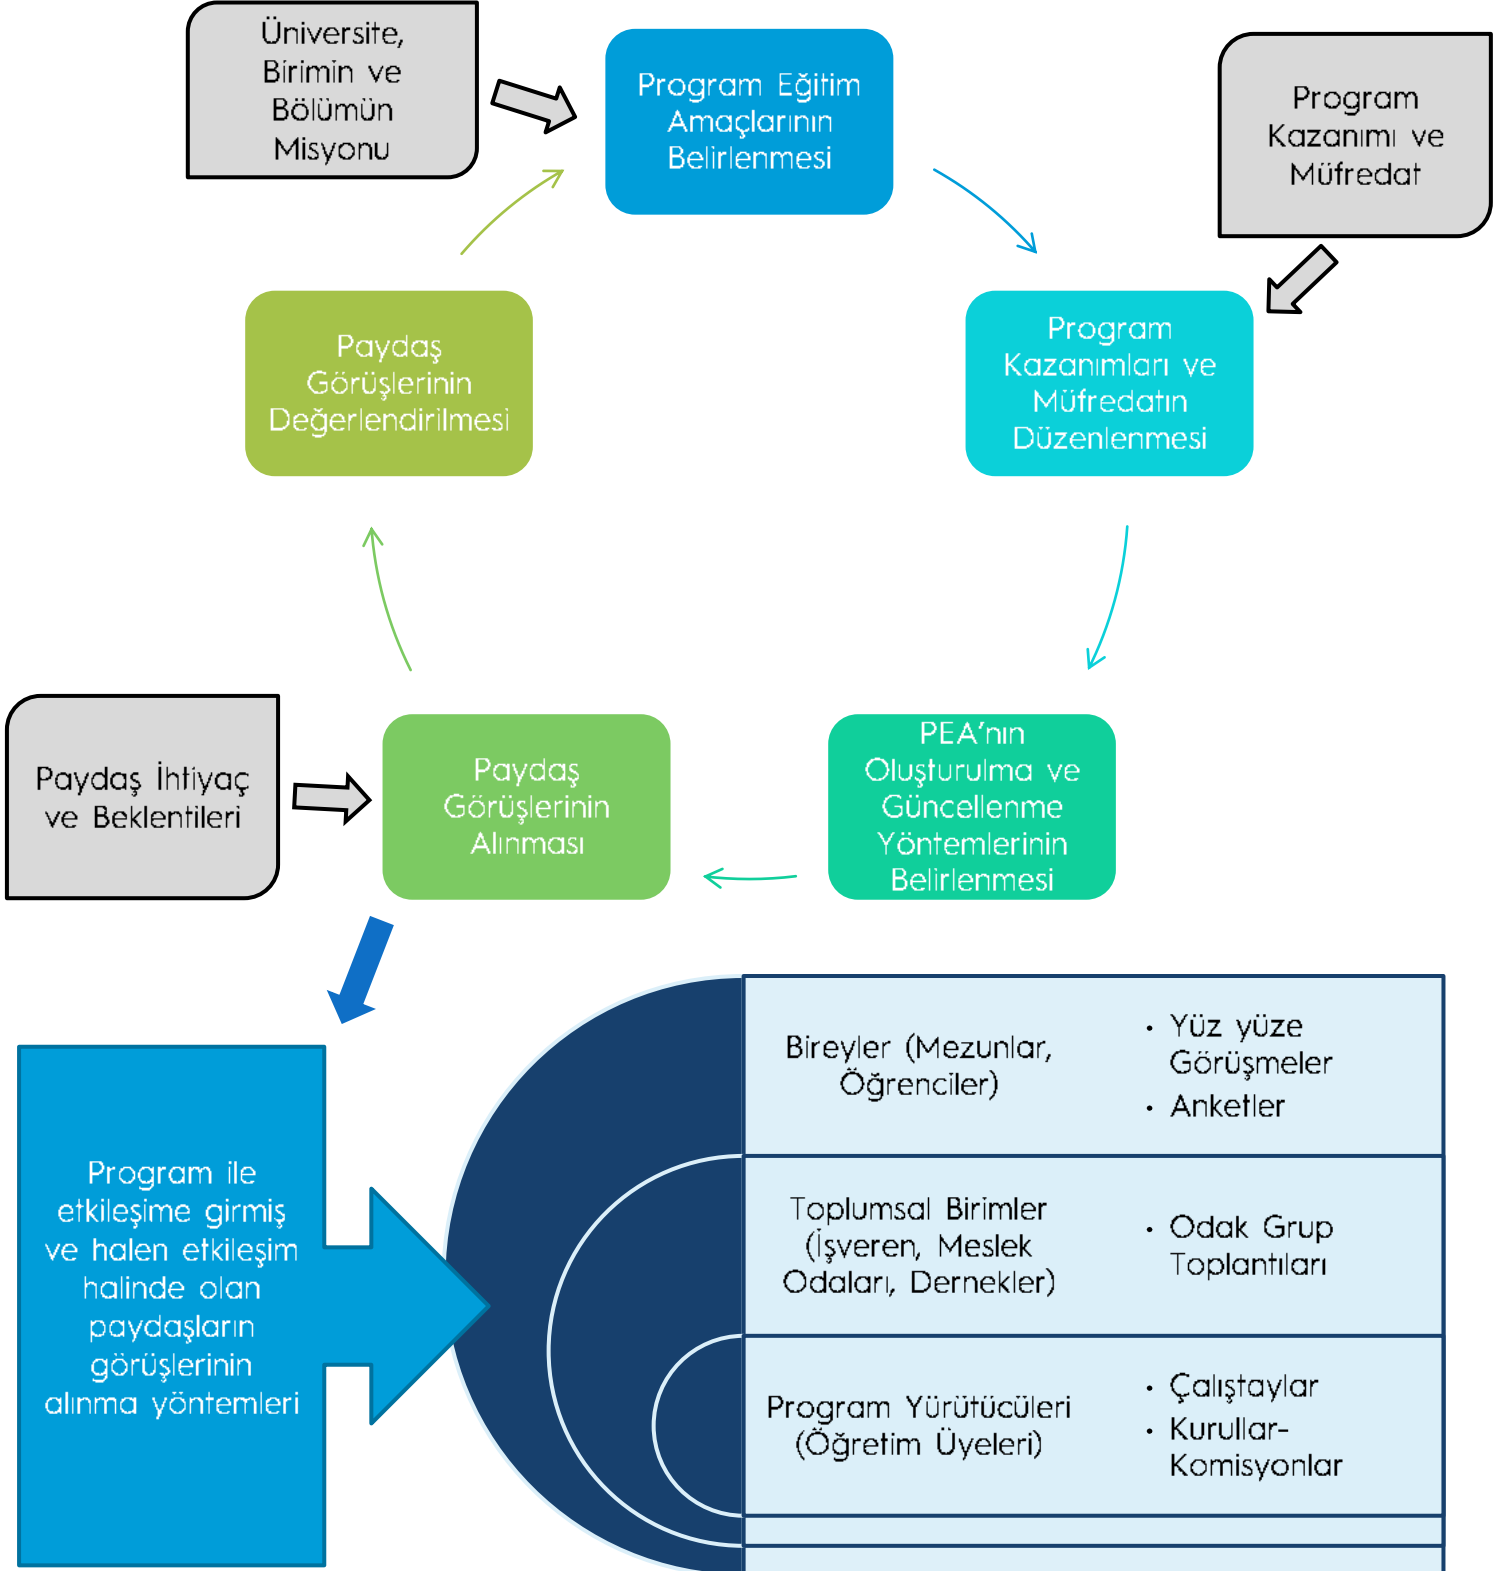 Üniversite,
Birimin ve
Bölümün
Misyonu
Program Eğitim
Amaçlarının
Belirlenmesi
Program
Kazanımı ve
Müfredat
Program
Kazanımları ve
Müfredatın
Düzenlenmesi
Paydaş
Görüşlerinin
Değerlendirilmesi
PEA’nın
Oluşturulma ve
Güncellenme
Yöntemlerinin
Belirlenmesi
Paydaş
Görüşlerinin
Alınması
Paydaş İhtiyaç
ve Beklentileri
Program ile
etkileşime girmiş
ve halen etkileşim
halinde olan
paydaşların
görüşlerinin
alınma yöntemleri
Bireyler (Mezunlar,
Öğrenciler)
• Yüz yüze
Görüşmeler
• Anketler
Toplumsal Birimler
(İşveren, Meslek
Odaları, Dernekler)
• Odak Grup
Toplantıları
Program Yürütücüleri
(Öğretim Üyeleri)
• Çalıştaylar
• Kurullar-
Komisyonlar